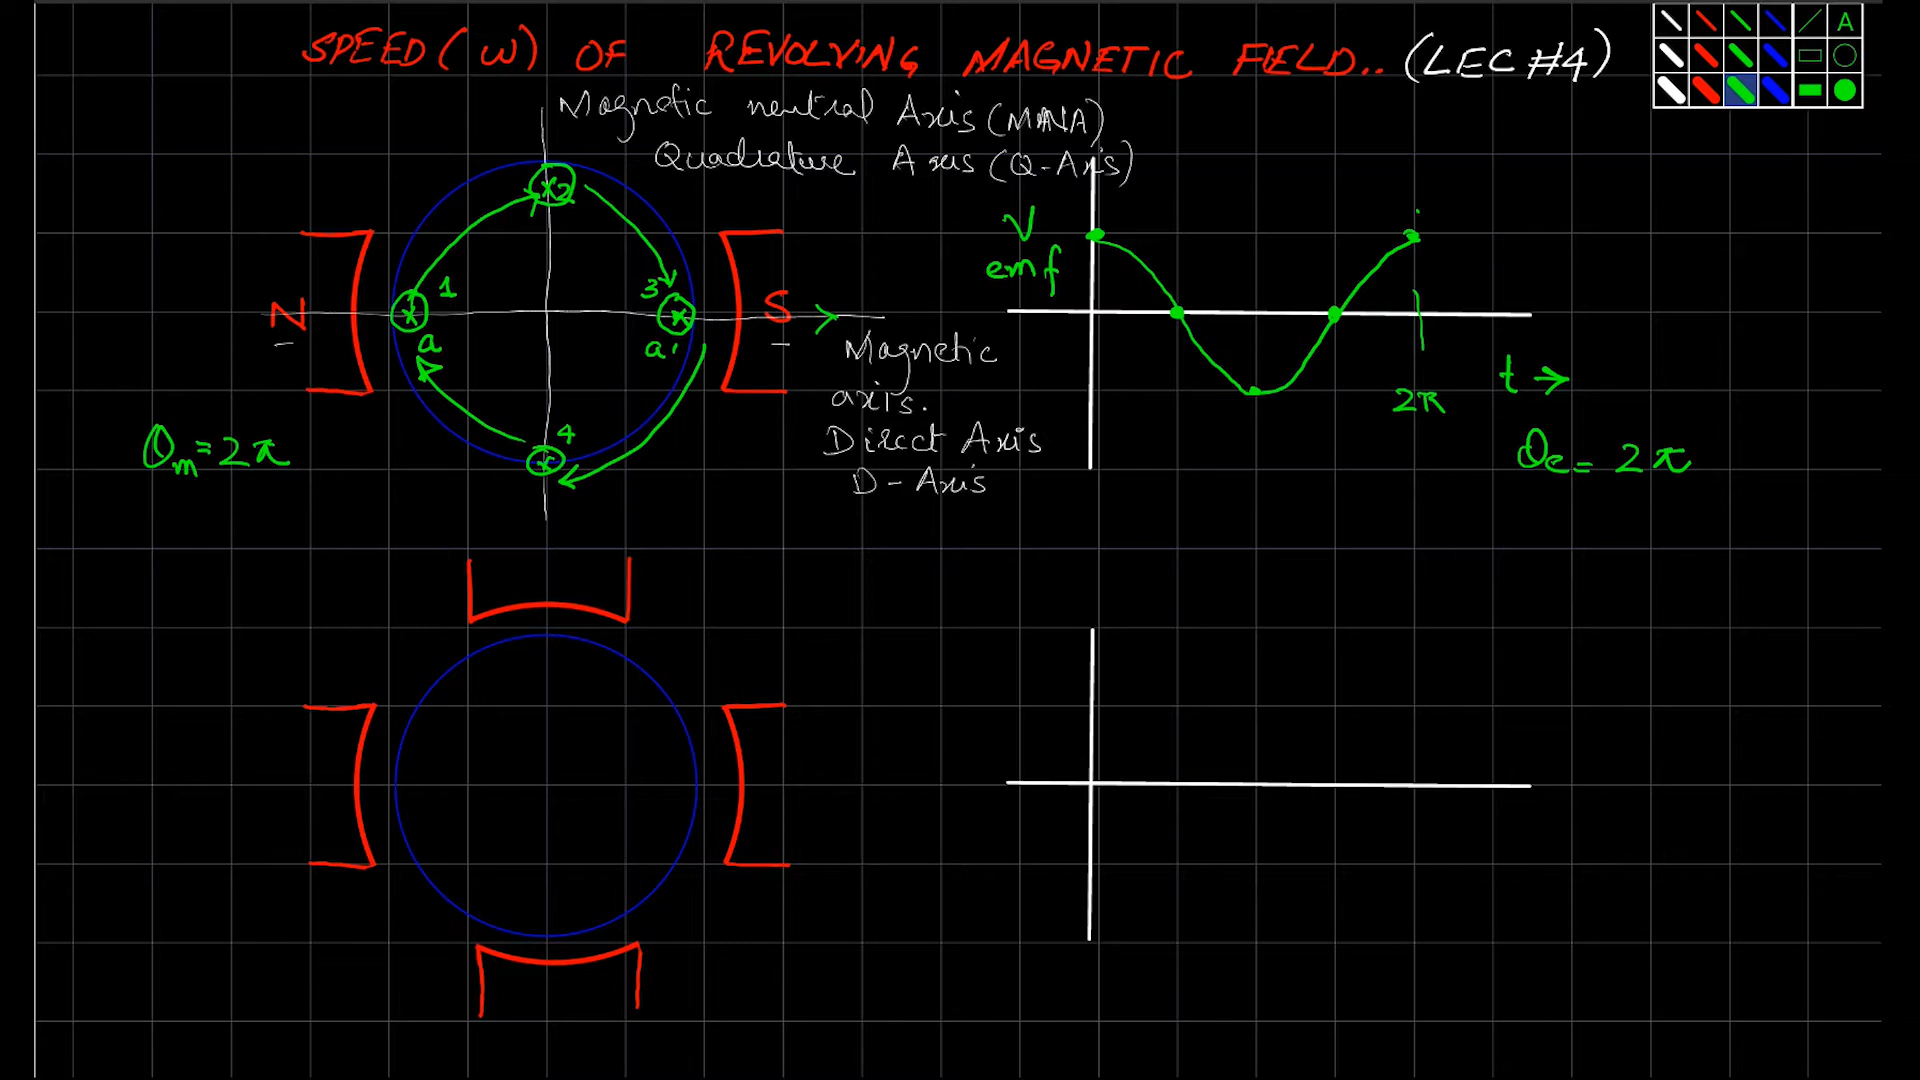 SPEED(ω) OF REVOLVING MAGNETIC FIELD.. (LEC #4)
A
Magnetic neutral Axis (MNA)
Quadrature Axis (Q-Axis)
2
V
emf
1
3
N
S
a
a'
Magnetic
axis.
Direct Axis
D-Axis
4
θm = 2π
t →
2π
θe = 2π